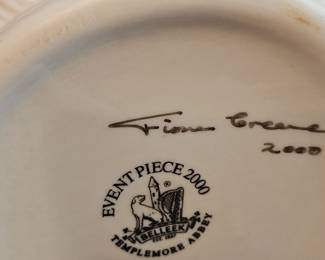 Fiona Greene
2000
EVENT PIECE 2000
®
BELLEEK
TEMPLEMORE ABBEY